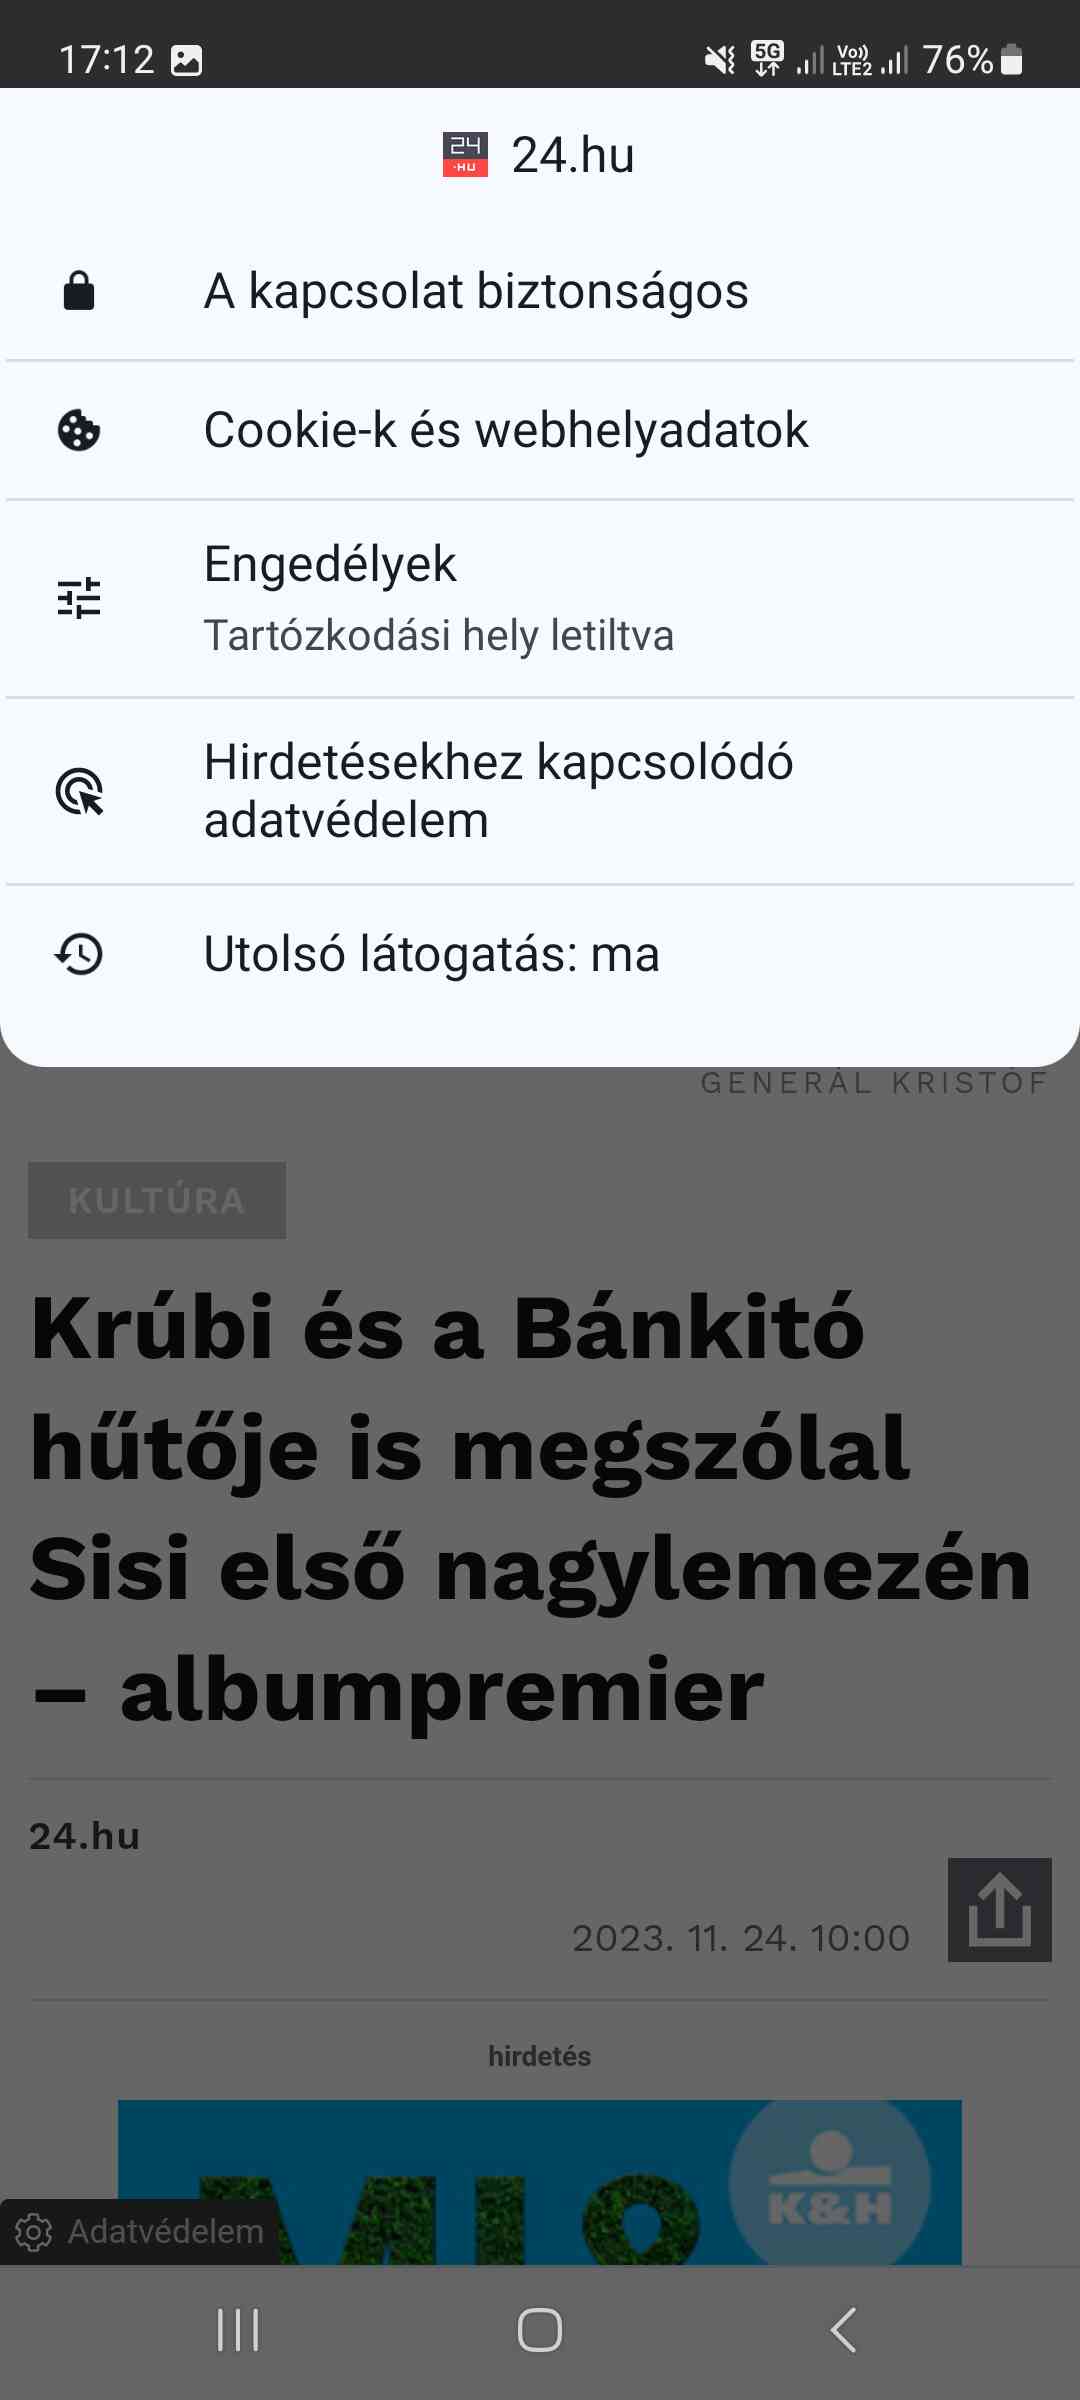 17:12 5G Vo)) LTE2 76%
24 .HU 24.hu
A kapcsolat biztonságos
Cookie-k és webhelyadatok
Engedélyek
Tartózkodási hely letiltva
Hirdetésekhez kapcsolódó
adatvédelem
Utolsó látogatás: ma
GENERÁL KRISTÓF
KULTÚRA
Krúbi és a Bánkitó
hűtője is megszólal
Sisi első nagylemezén
– albumpremier
24.hu
2023. 11. 24. 10:00
hirdetés
K&H
Adatvédelem